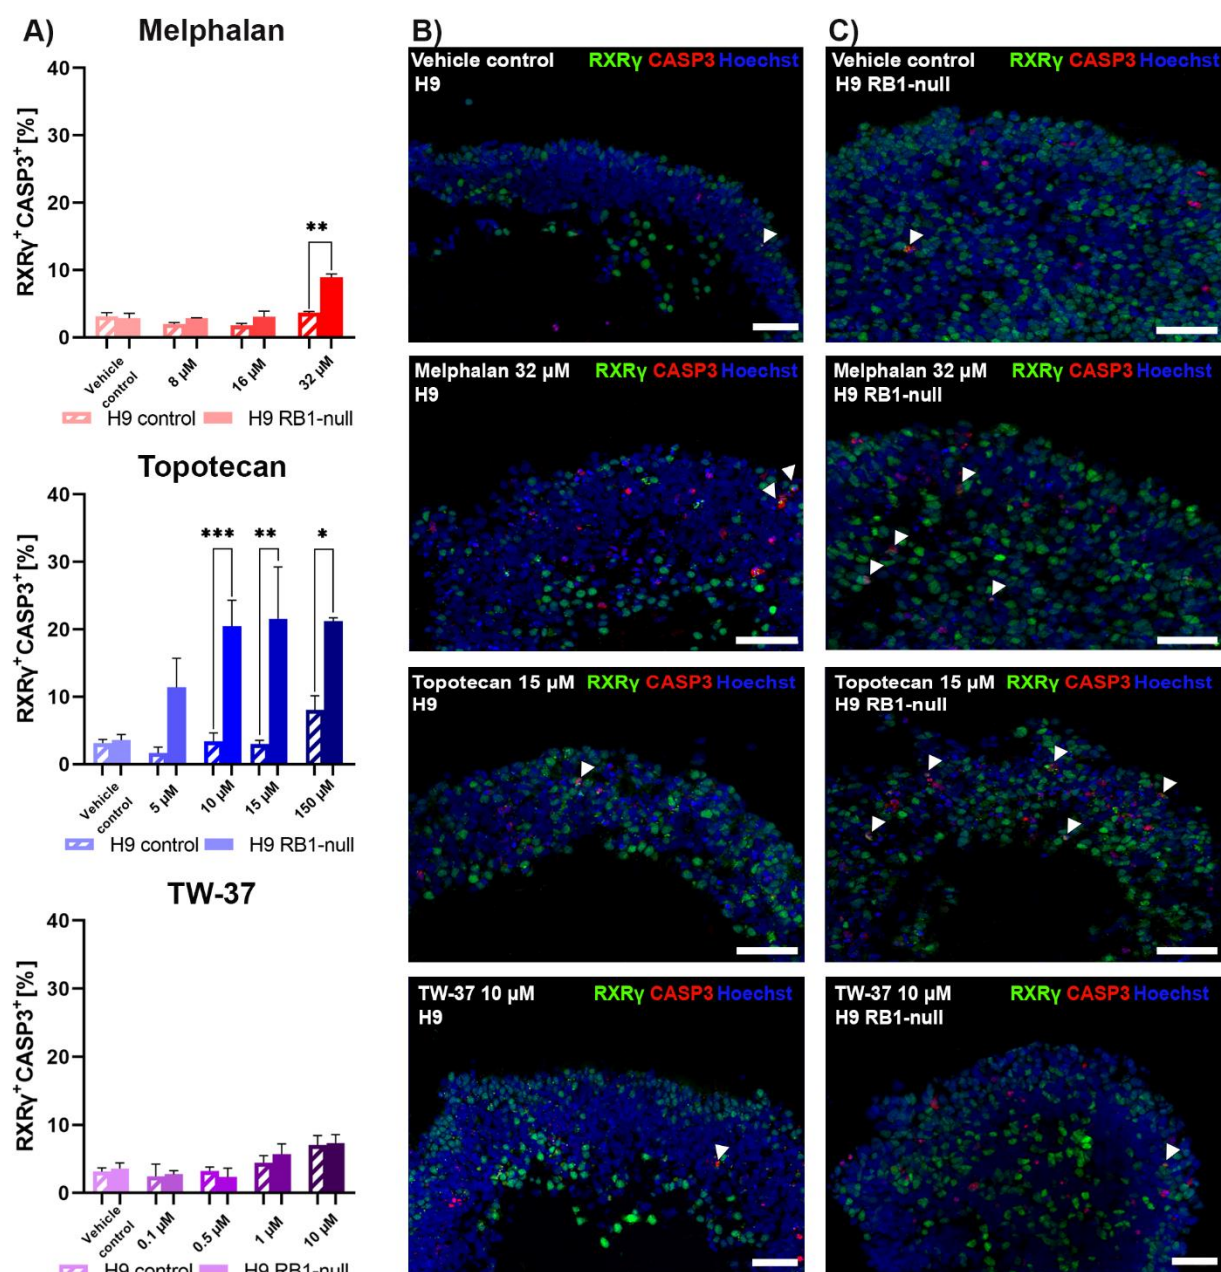 A)
Melphalan
RXRγ⁺CASP3⁺[%]
40
30
20
10
0
**
Vehicle control
8 µM
16 µM
32 µM
H9 control H9 RB1-null
Topotecan
RXRγ⁺CASP3⁺[%]
40
30
20
10
0
*** ** *
Vehicle control
5 µM
10 µM
15 µM
150 µM
H9 control H9 RB1-null
TW-37
RXRγ⁺CASP3⁺[%]
40
30
20
10
0
Vehicle control
0.1 µM
0.5 µM
1 µM
10 µM
H9 control H9 RB1-null
B)
Vehicle control RXRγ CASP3 Hoechst
H9
Melphalan 32 µM RXRγ CASP3 Hoechst
H9
Topotecan 15 µM RXRγ CASP3 Hoechst
H9
TW-37 10 µM RXRγ CASP3 Hoechst
H9
C)
Vehicle control RXRγ CASP3 Hoechst
H9 RB1-null
Melphalan 32 µM RXRγ CASP3 Hoechst
H9 RB1-null
Topotecan 15 µM RXRγ CASP3 Hoechst
H9 RB1-null
TW-37 10 µM RXRγ CASP3 Hoechst
H9 RB1-null